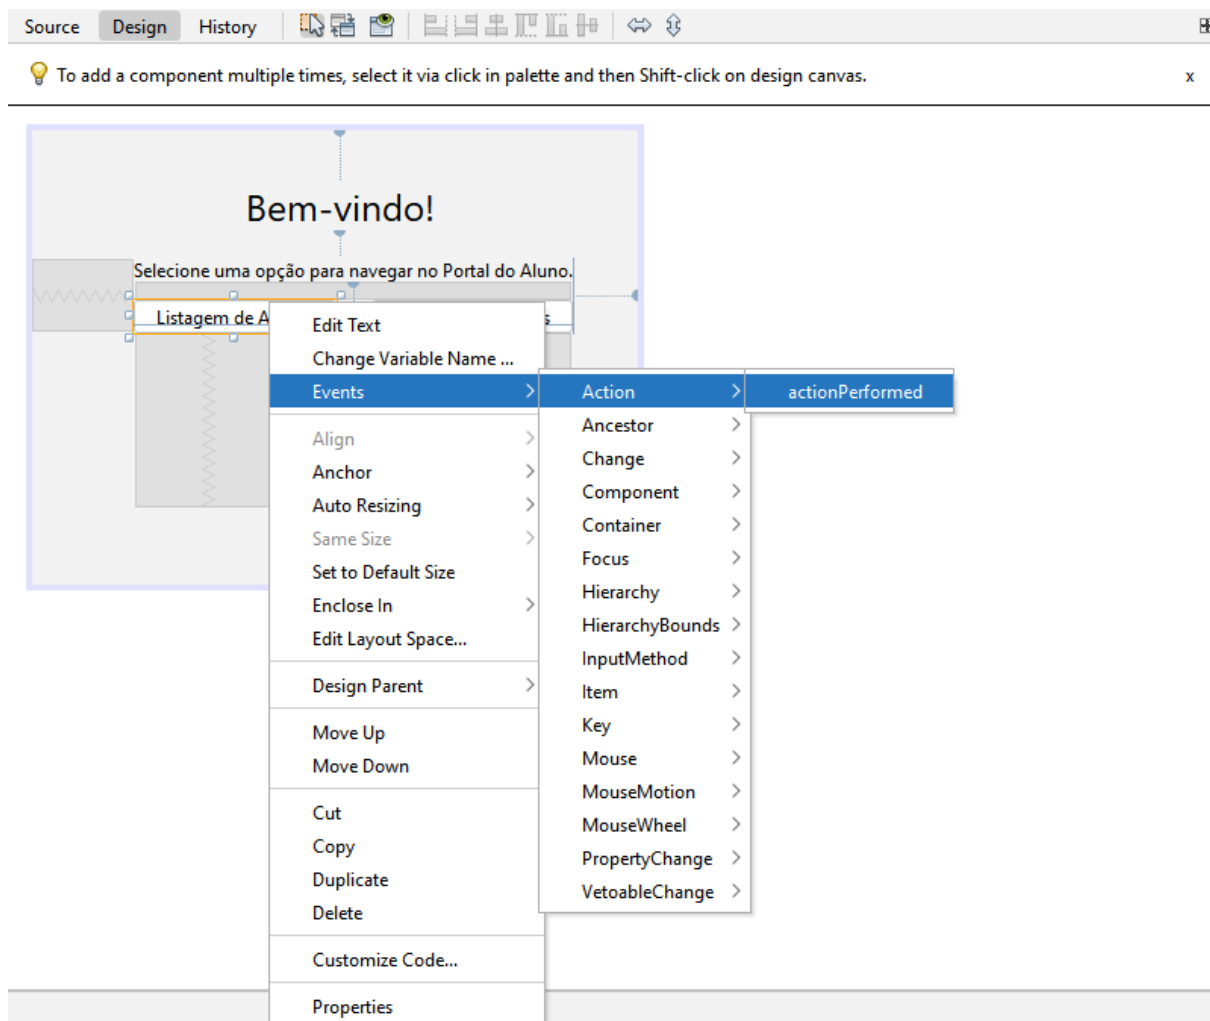 Source Design History
To add a component multiple times, select it via click in palette and then Shift-click on design canvas. x
Bem-vindo!
Selecione uma opção para navegar no Portal do Aluno.
Listagem de A
Edit Text
Change Variable Name ...
Events
Align
Anchor
Auto Resizing
Same Size
Set to Default Size
Enclose In
Edit Layout Space...
Design Parent
Move Up
Move Down
Cut
Copy
Duplicate
Delete
Customize Code...
Properties
Action
Ancestor
Change
Component
Container
Focus
Hierarchy
HierarchyBounds
InputMethod
Item
Key
Mouse
MouseMotion
MouseWheel
PropertyChange
VetoableChange
actionPerformed